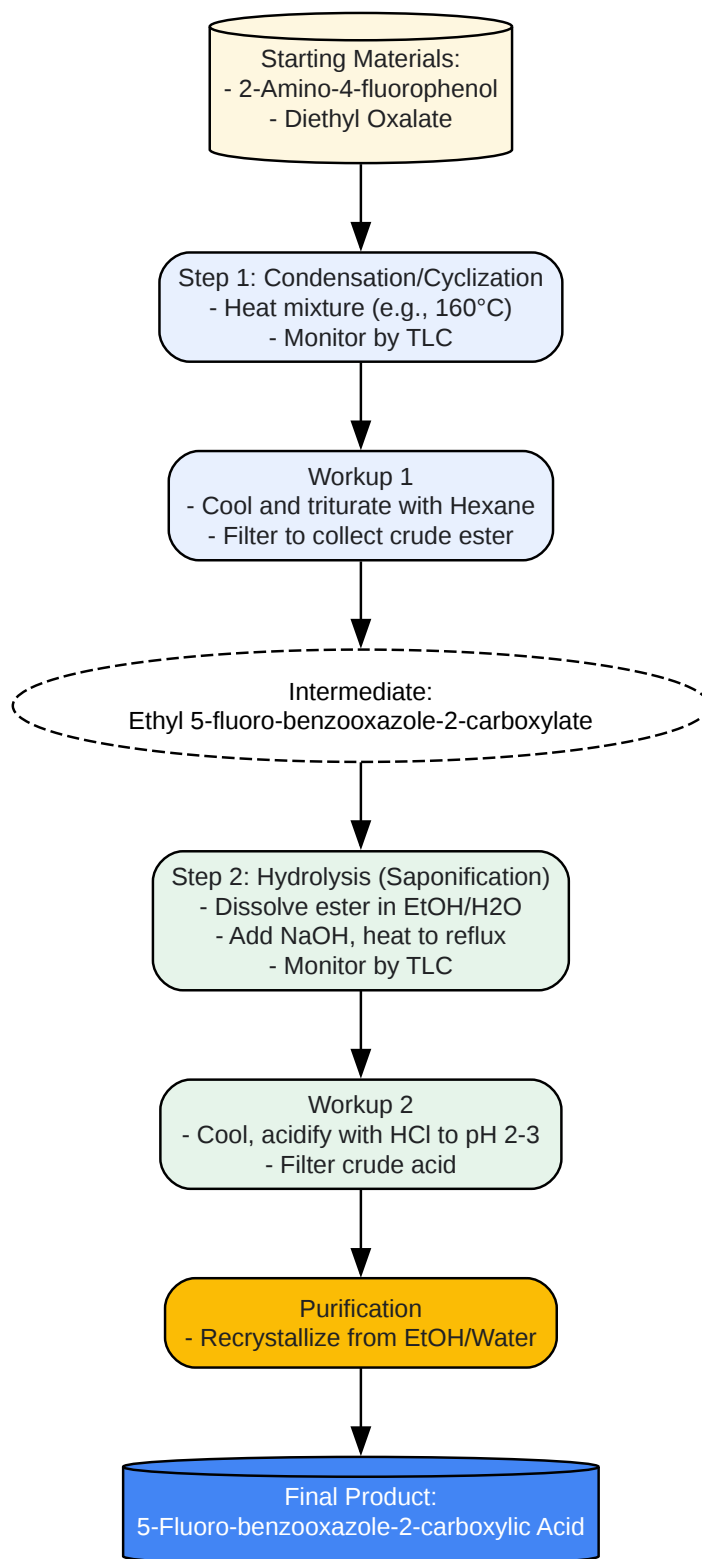 Starting Materials:
- 2-Amino-4-fluorophenol
- Diethyl Oxalate
Step 1: Condensation/Cyclization
- Heat mixture (e.g., 160°C)
- Monitor by TLC
Workup 1
- Cool and triturate with Hexane
- Filter to collect crude ester
Intermediate:
Ethyl 5-fluoro-benzooxazole-2-carboxylate
Step 2: Hydrolysis (Saponification)
- Dissolve ester in EtOH/H2O
- Add NaOH, heat to reflux
- Monitor by TLC
Workup 2
- Cool, acidify with HCl to pH 2-3
- Filter crude acid
Purification
- Recrystallize from EtOH/Water
Final Product:
5-Fluoro-benzooxazole-2-carboxylic Acid